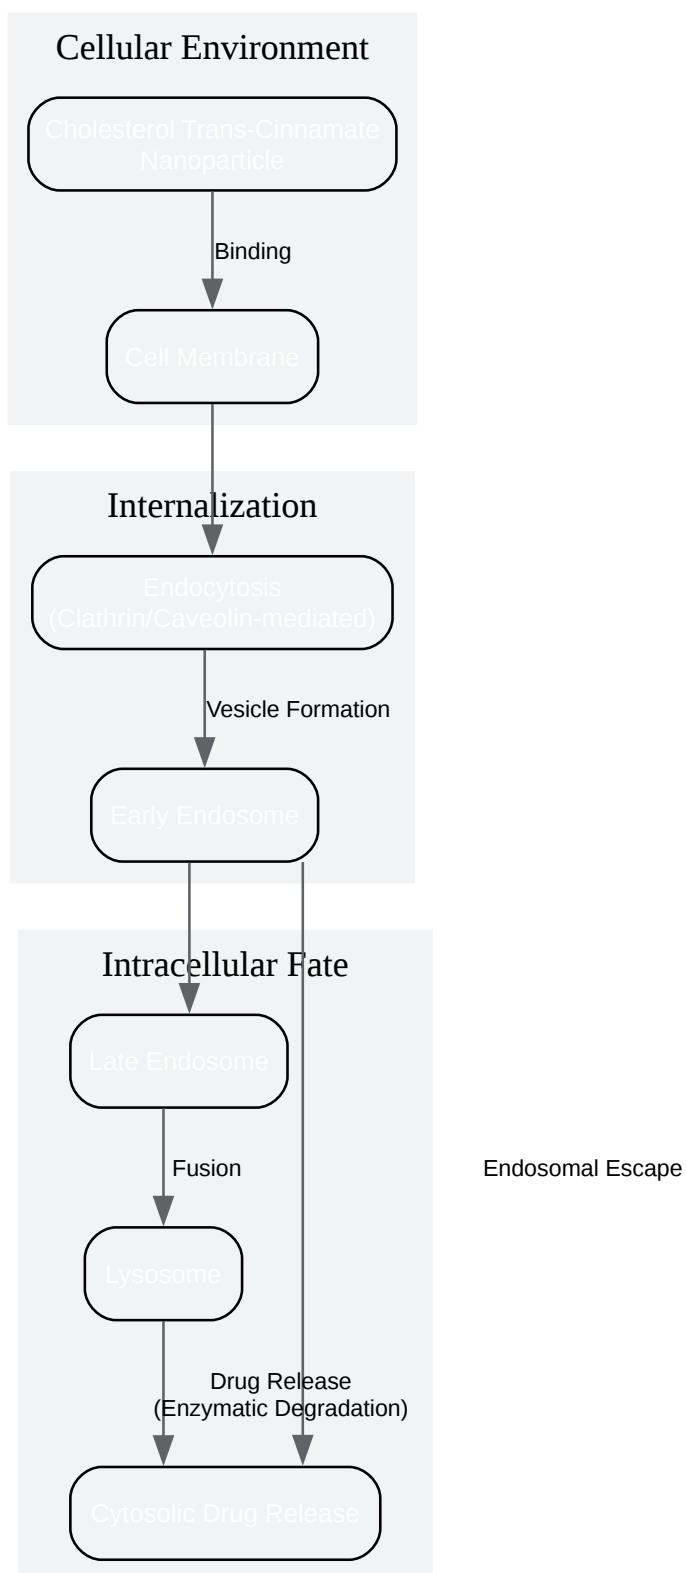 Cellular Environment
Cholesterol Trans-Cinnamate
Nanoparticle
Binding
Cell Membrane
Internalization
Endocytosis
(Clathrin/Caveolin-mediated)
Vesicle Formation
Early Endosome
Intracellular Fate
Late Endosome
Fusion
Endosomal Escape
Lysosome
Drug Release
(Enzymatic Degradation)
Cytosolic Drug Release